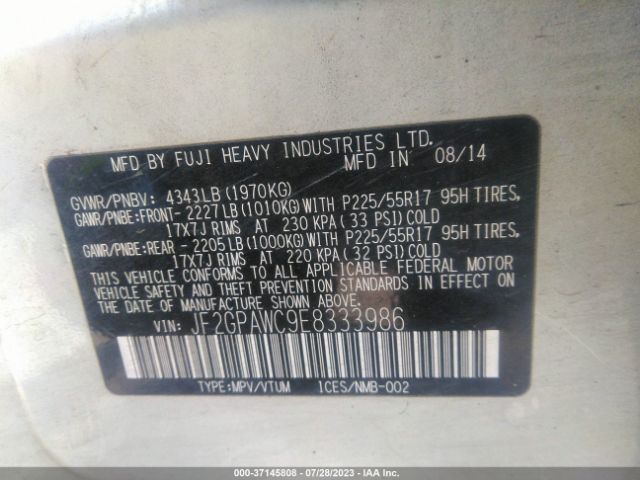 MFD BY FUJI HEAVY INDUSTRIES LTD.
MFD IN 08/14
GVWR/PNBV: 4343LB(1970KG)
GAWR/PNBE:FRONT-2227LB(1010KG)WITH P225/55R17 95H TIRES,
17X7J RIMS AT 230 KPA(33 PSI)COLD
GAWR/PNBE:REAR -2205LB(1000KG)WITH P225/55R17 95H TIRES,
17X7J RIMS AT 220 KPA(32 PSI)COLD
THIS VEHICLE CONFORMS TO ALL APPLICABLE FEDERAL MOTOR
VEHICLE SAFETY AND THEFT PREVENTION STANDARDS IN EFFECT ON
THE DATE OF MANUFACTURE SHOWN ABOVE.
VIN: JF2GPAWC9E8333986
TYPE:MPV/VTUM 1CES/NMB-002
000-37145808 - 07/28/2023 - IAA Inc.